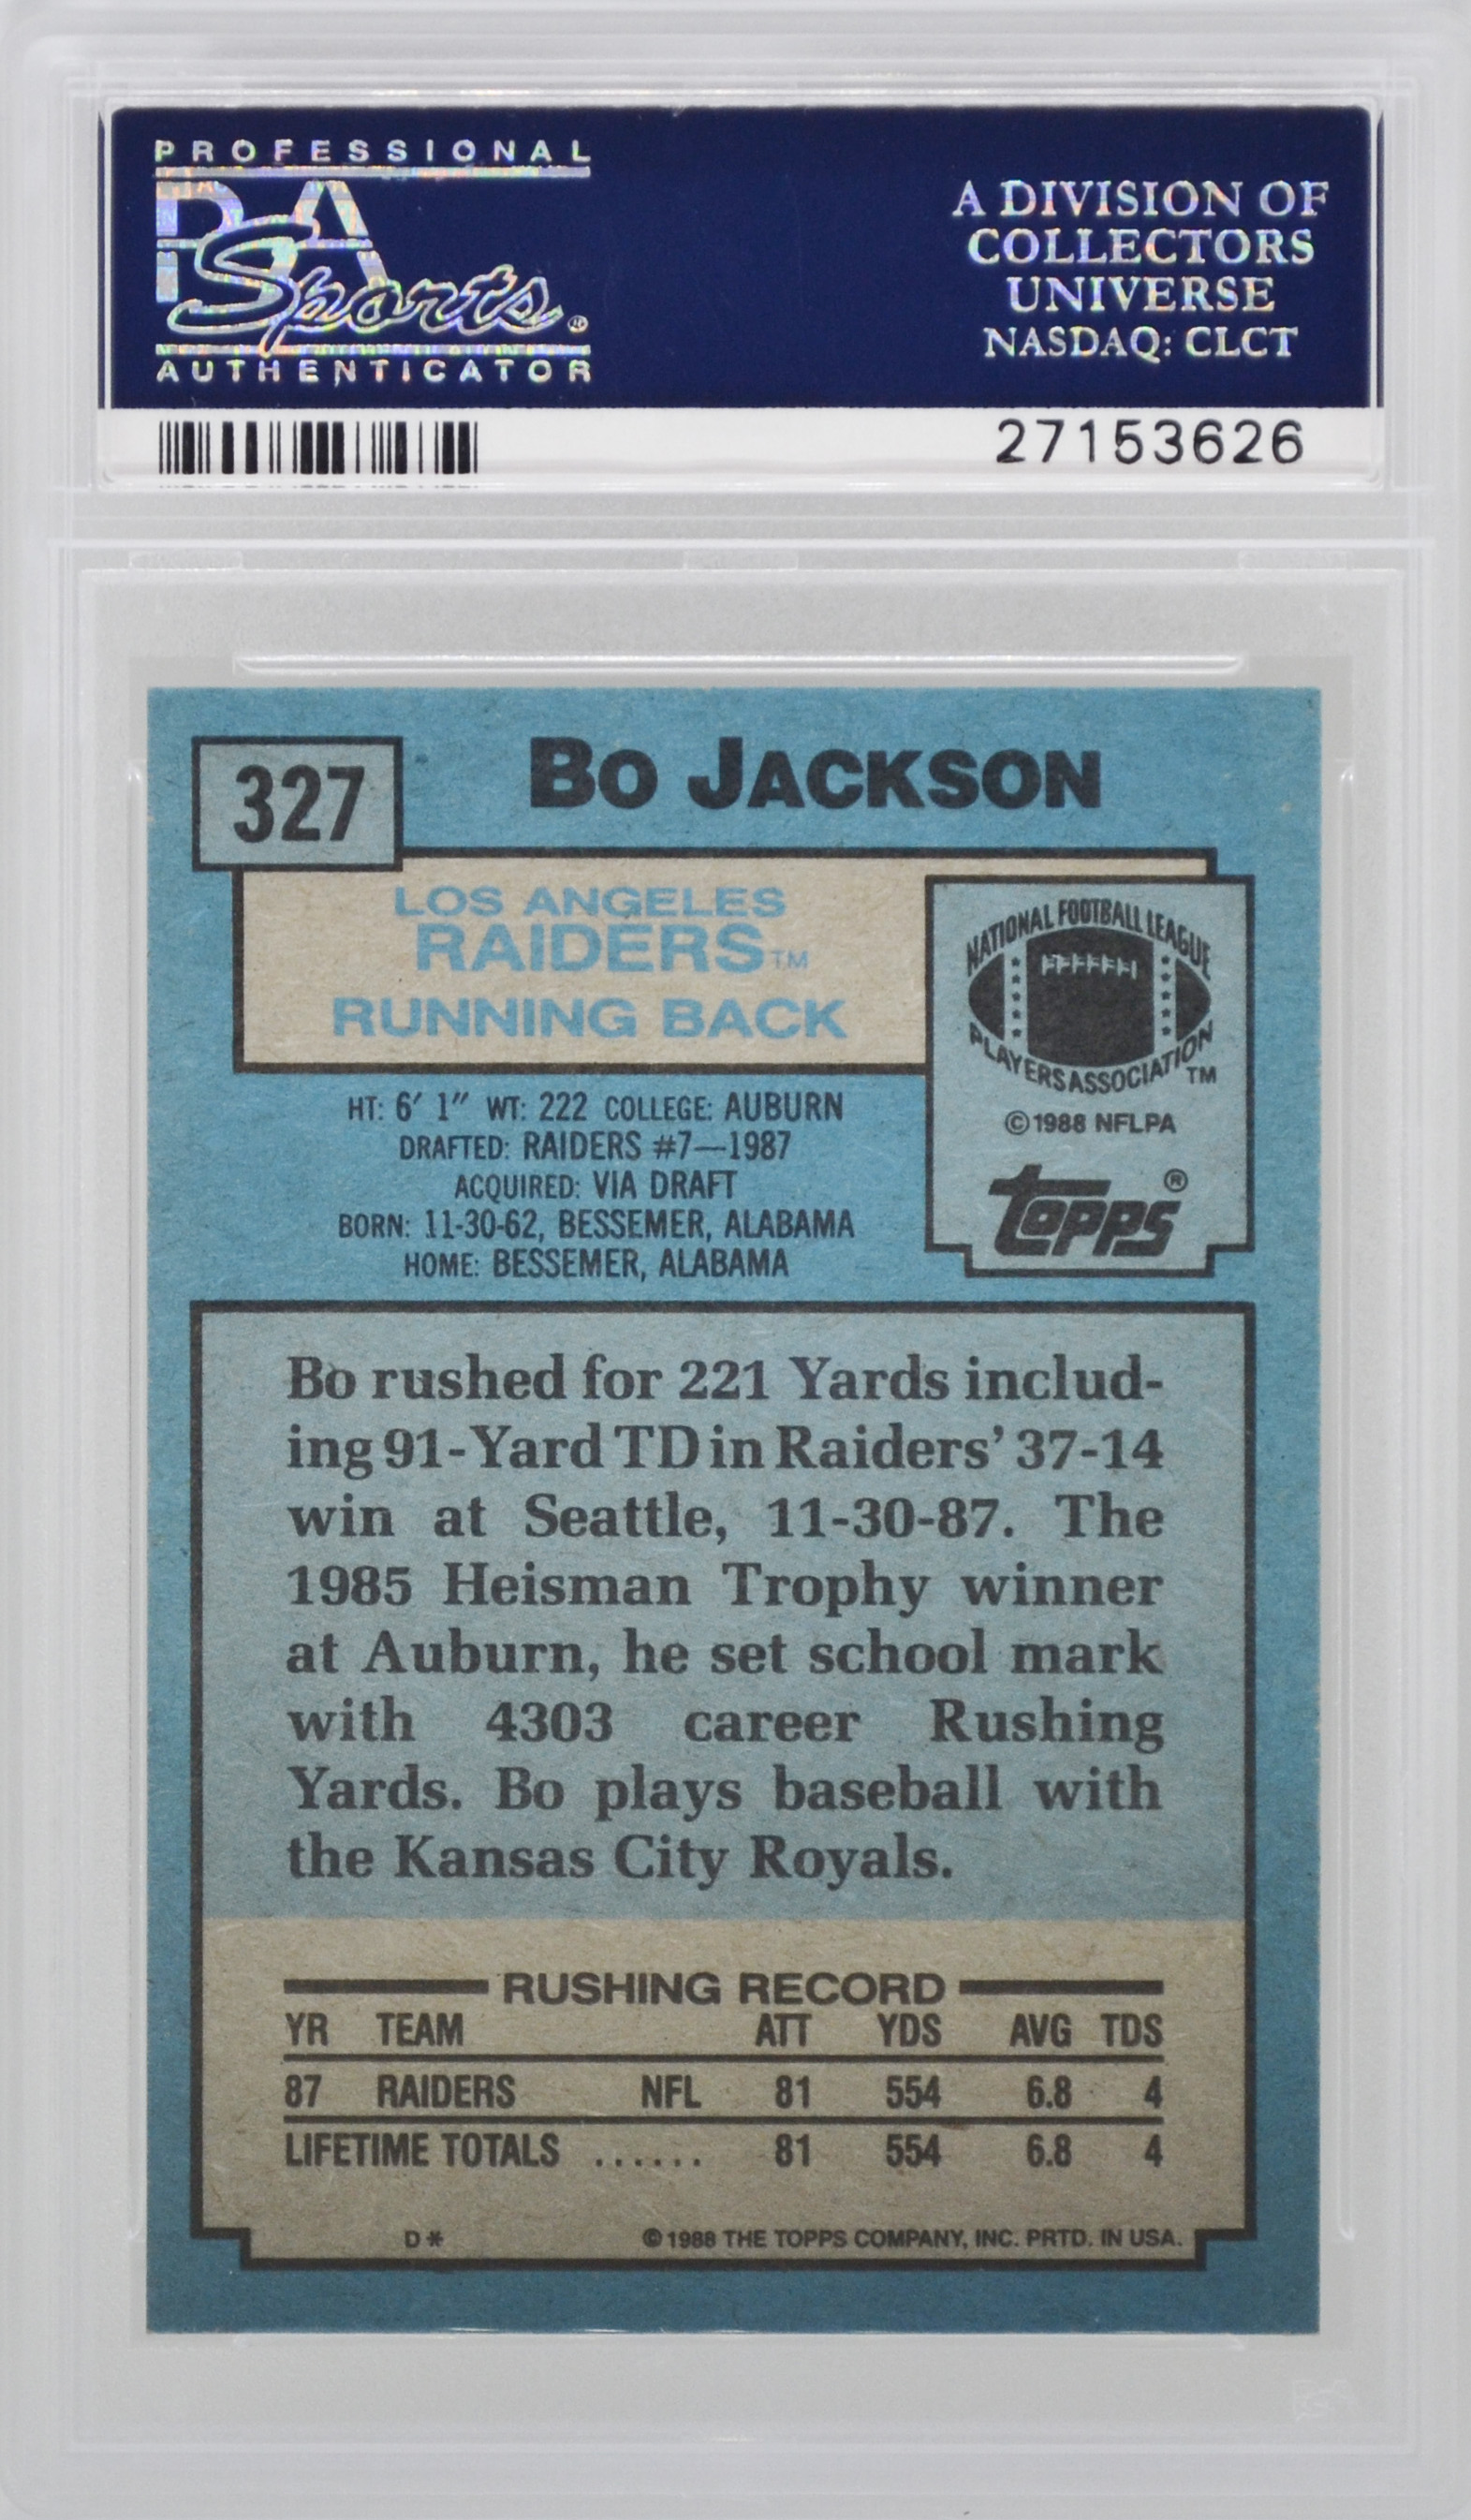 PROFESSIONAL
PSA
Sports®
AUTHENTICATOR
A DIVISION OF
COLLECTORS
UNIVERSE
NASDAQ: CLCT
27153626
327
BO JACKSON
LOS ANGELES
RAIDERS™
RUNNING BACK
NATIONAL FOOTBALL LEAGUE
PLAYERS ASSOCIATION™
©1988 NFLPA
topps®
HT: 6' 1" WT: 222 COLLEGE: AUBURN
DRAFTED: RAIDERS #7—1987
ACQUIRED: VIA DRAFT
BORN: 11-30-62, BESSEMER, ALABAMA
HOME: BESSEMER, ALABAMA
Bo rushed for 221 Yards includ-
ing 91-Yard TD in Raiders' 37-14
win at Seattle, 11-30-87. The
1985 Heisman Trophy winner
at Auburn, he set school mark
with 4303 career Rushing
Yards. Bo plays baseball with
the Kansas City Royals.
RUSHING RECORD
YR TEAM ATT YDS AVG TDS
87 RAIDERS NFL 81 554 6.8 4
LIFETIME TOTALS ...... 81 554 6.8 4
D* ©1988 THE TOPPS COMPANY, INC. PRTD. IN USA.